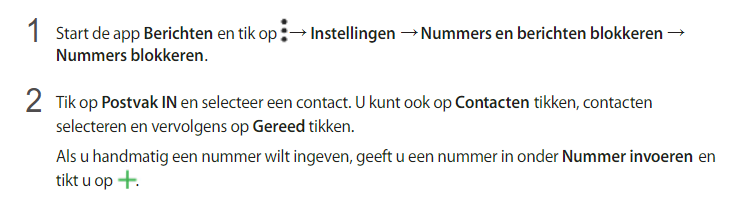 1 Start de app Berichten en tik op ⋮ → Instellingen → Nummers en berichten blokkeren →
Nummers blokkeren.
2 Tik op Postvak IN en selecteer een contact. U kunt ook op Contacten tikken, contacten
selecteren en vervolgens op Gereed tikken.
Als u handmatig een nummer wilt ingeven, geeft u een nummer in onder Nummer invoeren en
tikt u op +.